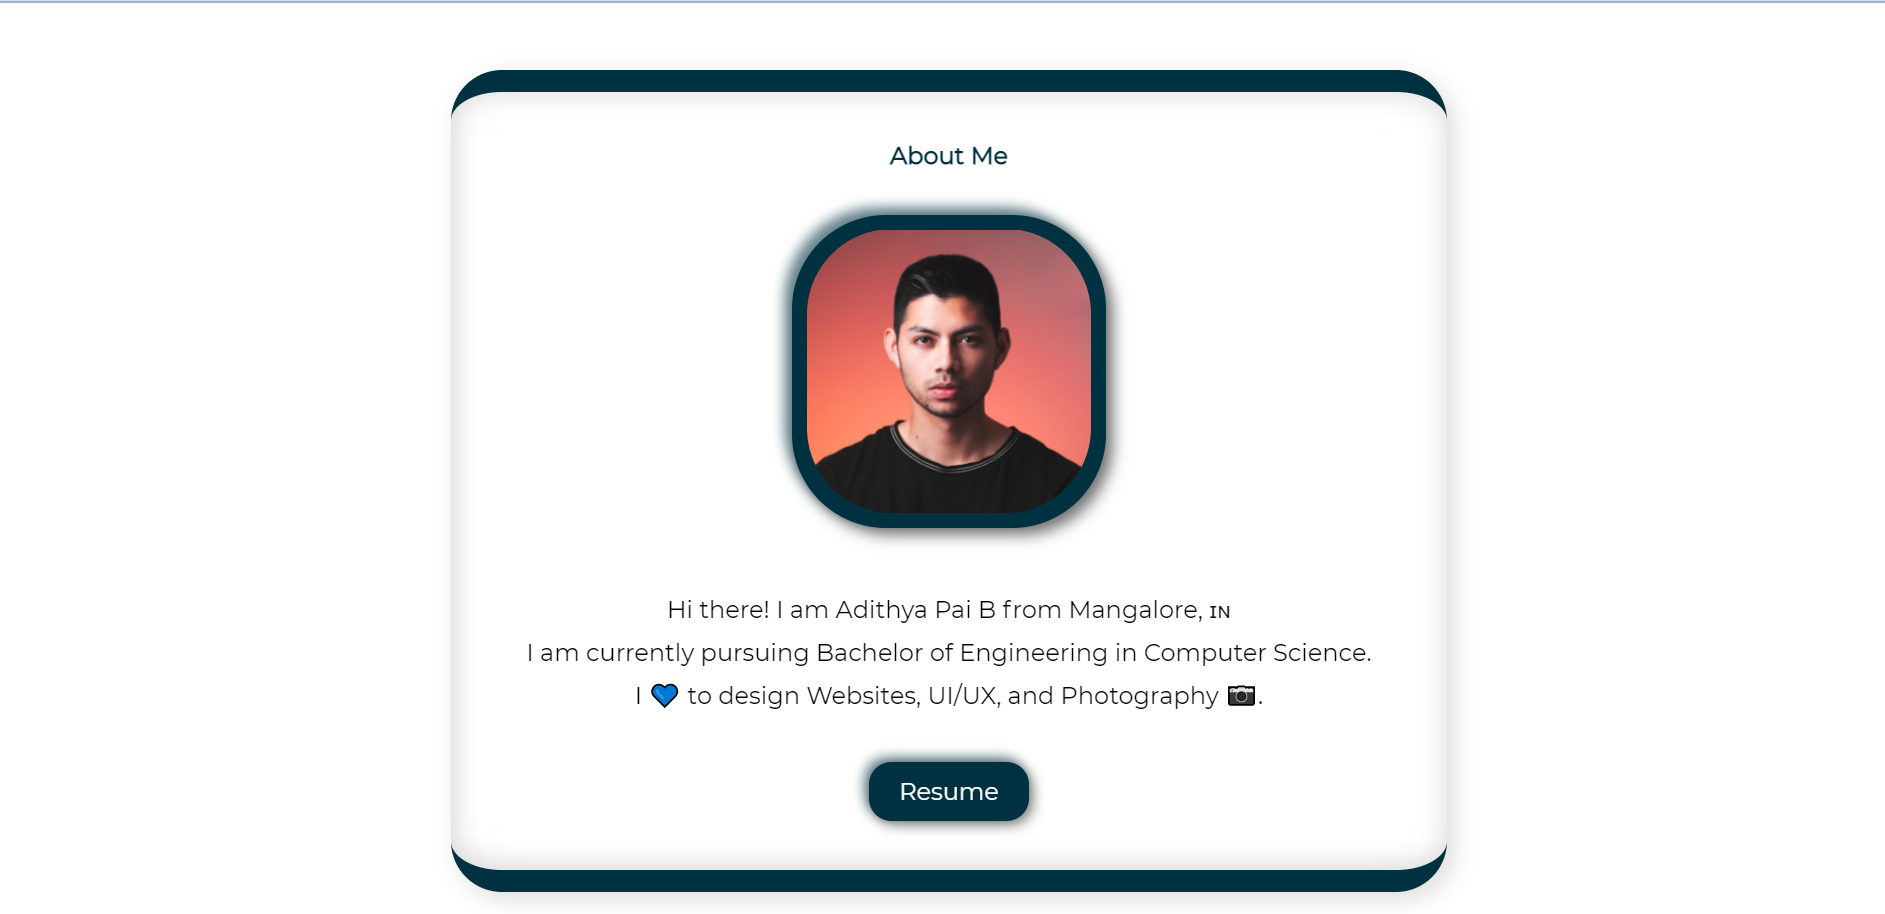 About Me
Hi there! I am Adithya Pai B from Mangalore, 🇮🇳
I am currently pursuing Bachelor of Engineering in Computer Science.
I 💙 to design Websites, UI/UX, and Photography 📷.
Resume